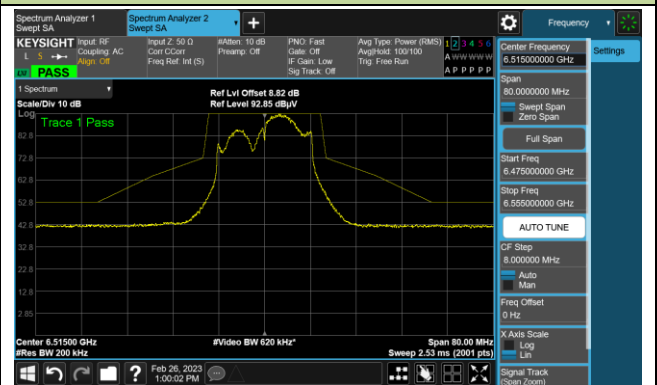 Spectrum Analyzer 1
Swept SA
Spectrum Analyzer 2
Swept SA
Frequency
KEYSIGHT
L S
PASS
Input: RF
Coupling: AC
Align: Off
Input Z: 50 Ω
Corr CCorr
Freq Ref: Int (S)
#Atten: 10 dB
Preamp: Off
PNO: Fast
Gate: Off
IF Gain: Low
Sig Track: Off
Avg Type: Power (RMS)
Avg|Hold: 100/100
Trig: Free Run
1 2 3 4 5 6
A W W W W W
A P P P P P
1 Spectrum
Scale/Div 10 dB
Log
Ref Lvl Offset 8.82 dB
Ref Level 92.85 dBµV
Trace 1 Pass
82.8
72.8
62.8
52.8
42.8
32.8
22.8
12.8
2.85
Center 6.51500 GHz
#Res BW 200 kHz
#Video BW 620 kHz*
Span 80.00 MHz
Sweep 2.53 ms (2001 pts)
Feb 26, 2023
1:00:02 PM
Center Frequency
6.515000000 GHz
Settings
Span
80.0000000 MHz
Swept Span
Zero Span
Full Span
Start Freq
6.475000000 GHz
Stop Freq
6.555000000 GHz
AUTO TUNE
CF Step
8.000000 MHz
Auto
Man
Freq Offset
0 Hz
X Axis Scale
Log
Lin
Signal Track
(Span Zoom)